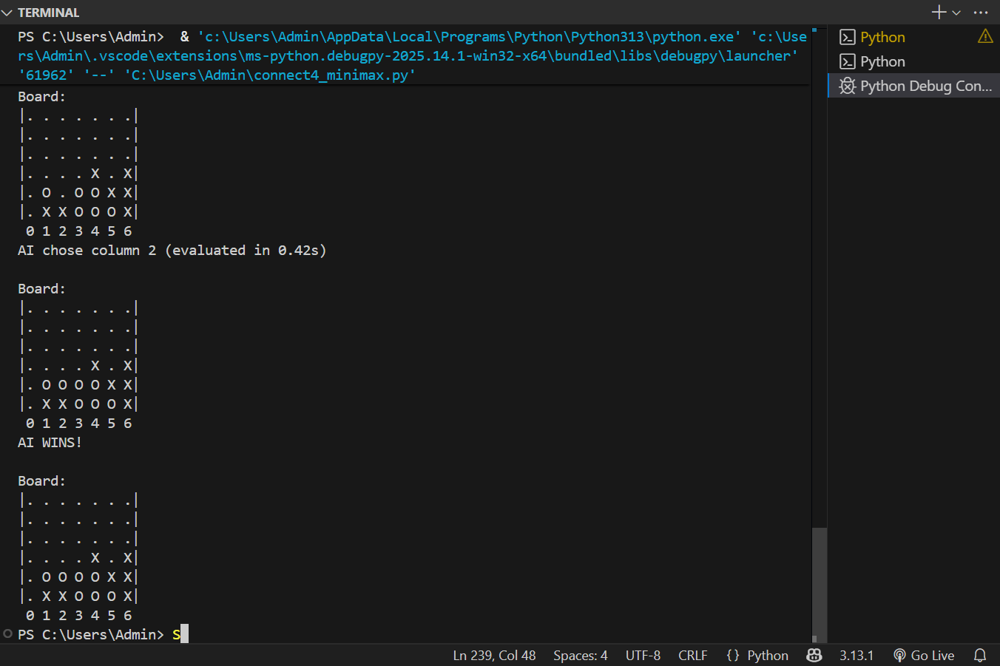 TERMINAL
PS C:\Users\Admin>  & 'c:\Users\Admin\AppData\Local\Programs\Python\Python313\python.exe' 'c:\Use
rs\Admin\.vscode\extensions\ms-python.debugpy-2025.14.1-win32-x64\bundled\libs\debugpy\launcher'
'61962' '--' 'C:\Users\Admin\connect4_minimax.py'
Board:
|. . . . . . .|
|. . . . . . .|
|. . . . . . .|
|. . . . X . X|
|. O . O O X X|
|. X X O O O X|
 0 1 2 3 4 5 6
AI chose column 2 (evaluated in 0.42s)

Board:
|. . . . . . .|
|. . . . . . .|
|. . . . . . .|
|. . . . X . X|
|. O O O O X X|
|. X X O O O X|
 0 1 2 3 4 5 6
AI WINS!

Board:
|. . . . . . .|
|. . . . . . .|
|. . . . . . .|
|. . . . X . X|
|. O O O O X X|
|. X X O O O X|
 0 1 2 3 4 5 6
PS C:\Users\Admin> S
Python
Python
Python Debug Con...
Ln 239, Col 48 Spaces: 4 UTF-8 CRLF {} Python 3.13.1 Go Live